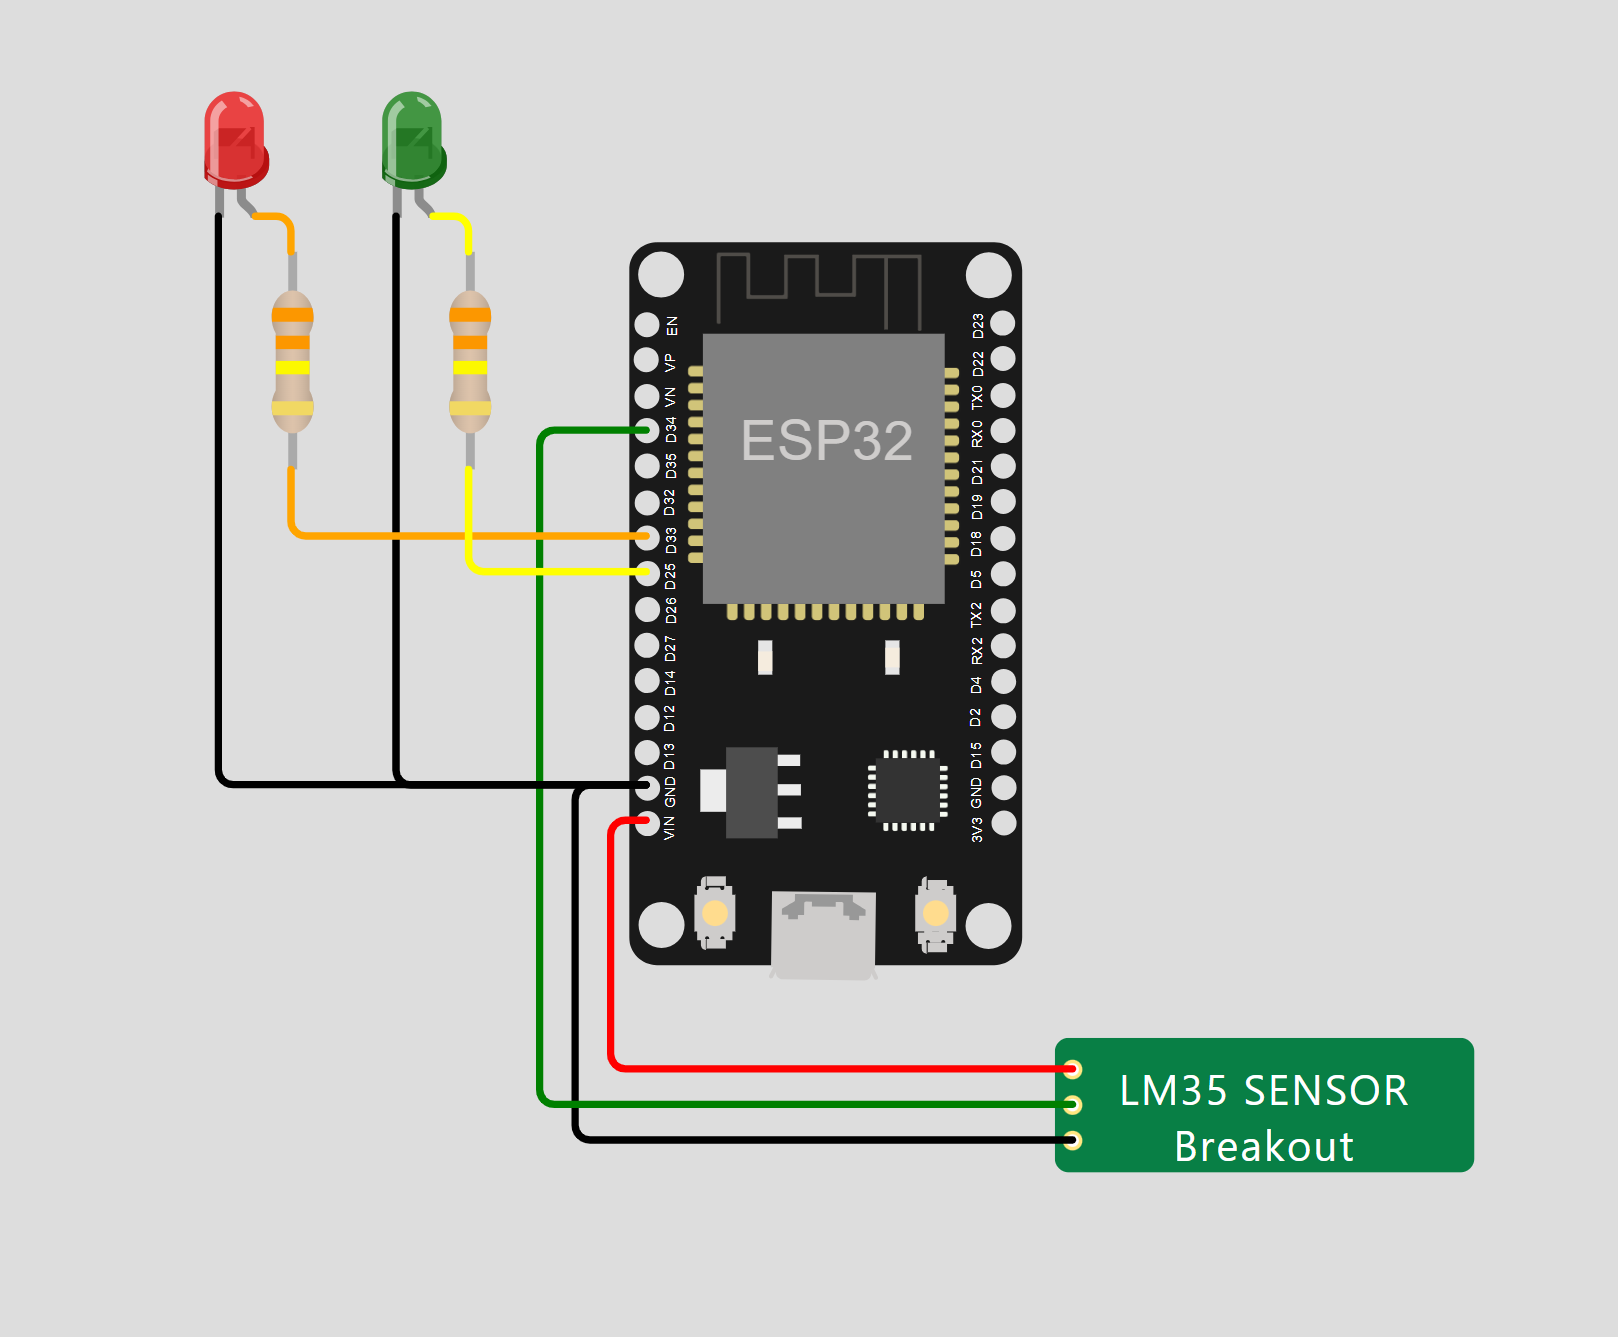 ESP32
EN
VP
VN
D34
D35
D32
D33
D25
D26
D27
D14
D12
D13
GND
VIN
D23
D22
TX0
RX0
D21
D19
D18
D5
TX2
RX2
D4
D2
D15
GND
3V3
LM35 SENSOR
Breakout